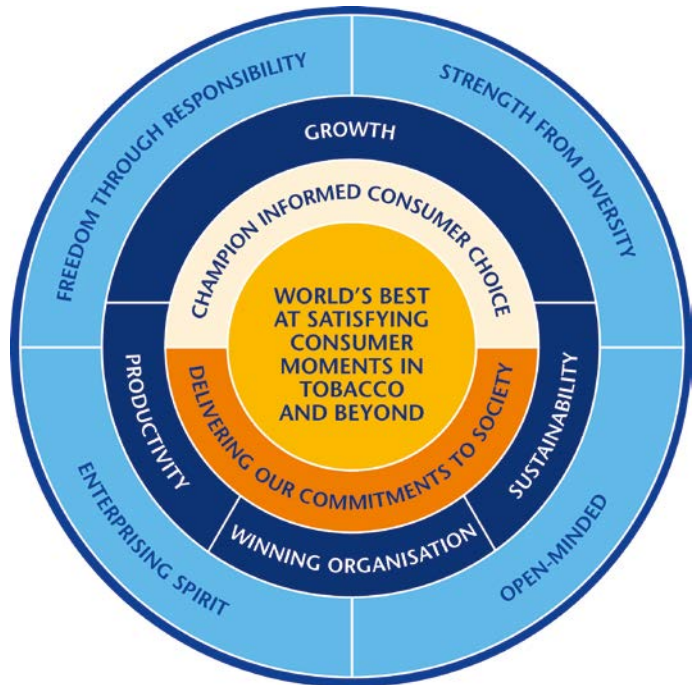 FREEDOM THROUGH RESPONSIBILITY
STRENGTH FROM DIVERSITY
GROWTH
CHAMPION INFORMED CONSUMER CHOICE
WORLD'S BEST
AT SATISFYING
CONSUMER
MOMENTS IN
TOBACCO
AND BEYOND
DELIVERING OUR COMMITMENTS TO SOCIETY
PRODUCTIVITY
SUSTAINABILITY
WINNING ORGANISATION
ENTERPRISING SPIRIT
OPEN-MINDED